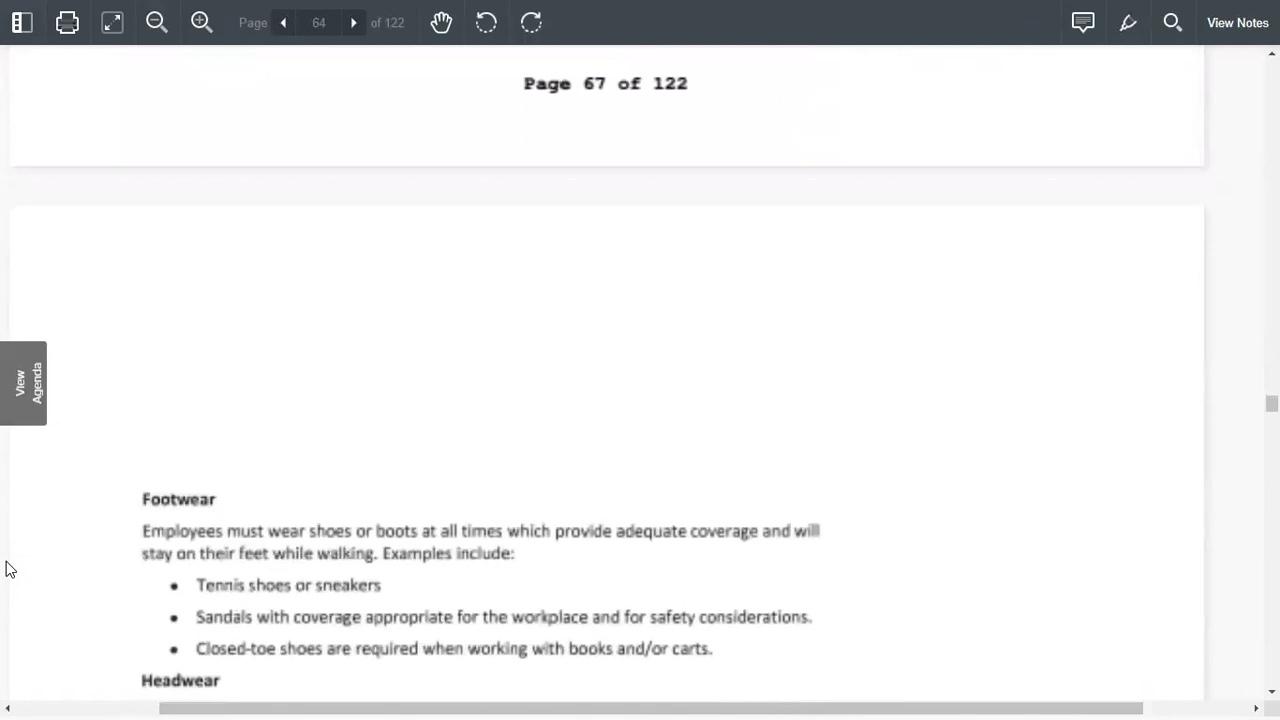 Page 64 of 122 View Notes
Page 67 of 122
View
Agenda
Footwear
Employees must wear shoes or boots at all times which provide adequate coverage and will
stay on their feet while walking. Examples include:
• Tennis shoes or sneakers
• Sandals with coverage appropriate for the workplace and for safety considerations.
• Closed-toe shoes are required when working with books and/or carts.
Headwear